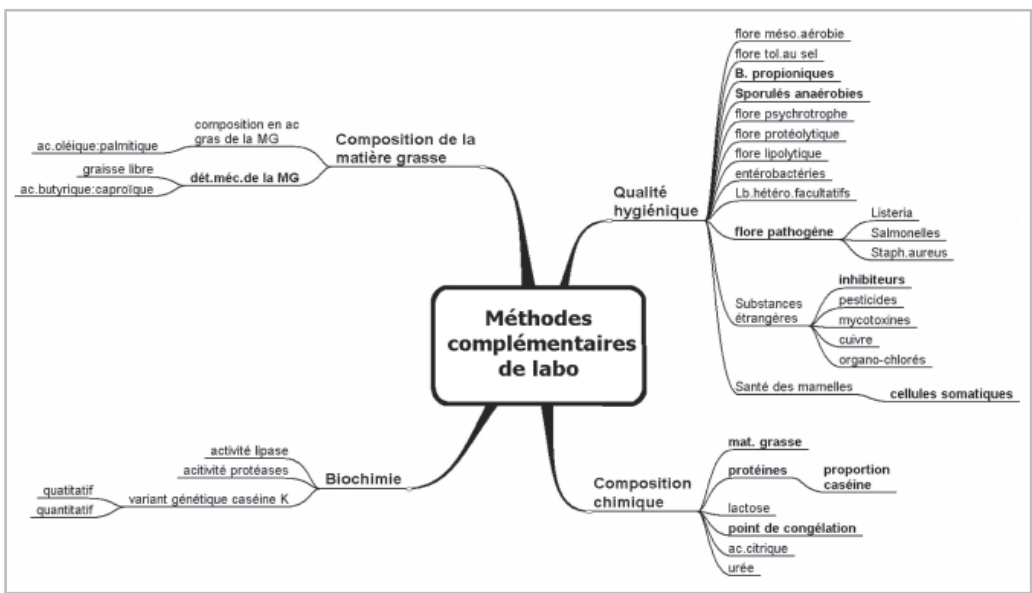 Méthodes
complémentaires
de labo
Composition de la
matière grasse
composition en ac
gras de la MG
ac.oléique:palmitique
dét.méc.de la MG
graisse libre
ac.butyrique:caproïque
Qualité
hygiénique
flore méso.aérobie
flore tol.au sel
B. propioniques
Sporulés anaérobies
flore psychrotrophe
flore protéolytique
flore lipolytique
entérobactéries
Lb.hétéro.facultatifs
flore pathogène
Listeria
Salmonelles
Staph.aureus
Substances
étrangères
inhibiteurs
pesticides
mycotoxines
cuivre
organo-chlorés
Santé des mamelles
cellules somatiques
Biochimie
activité lipase
acitivité protéases
variant génétique caséine K
quatitatif
quantitatif
Composition
chimique
mat. grasse
protéines
proportion
caséine
lactose
point de congélation
ac.citrique
urée